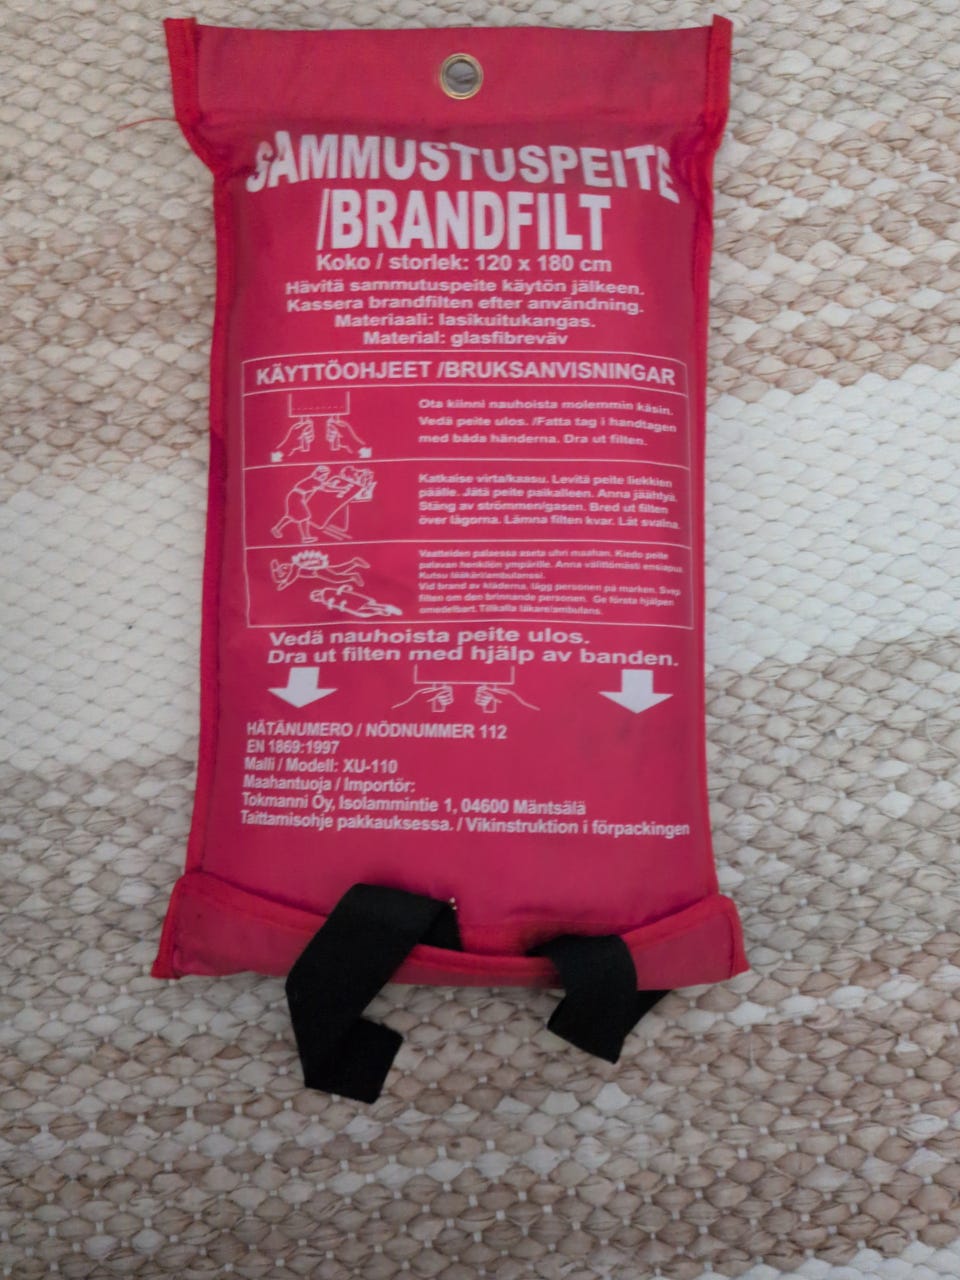 SAMMUSTUSPEITE
/BRANDFILT
Koko / storlek: 120 x 180 cm
Hävitä sammutuspeite käytön jälkeen.
Kassera brandfilten efter användning.
Materiaali: lasikuitukangas.
Material: glasfibreväv
KÄYTTÖOHJEET /BRUKSANVISNINGAR
Ota kiinni nauhoista molemmin käsin.
Vedä peite ulos. /Fatta tag i handtagen
med båda händerna. Dra ut filten.
Katkaise virta/kaasu. Levitä peite liekkien
päälle. Jätä peite paikalleen. Anna jäähtyä.
Stäng av strömmen/gasen. Bred ut filten
över lågorna. Lämna filten kvar. Låt svalna.
Vaatteiden palaessa aseta uhri maahan. Kiedo peite
palavan henkilön ympärille. Anna välittömästi ensiapua.
Kutsu lääkäri/ambulanssi.
Vid brand av kläderna, lägg personen på marken. Svep
filten om den brinnande personen. Ge första hjälpen
omedelbart. Tillkalla läkare/ambulans.
Vedä nauhoista peite ulos.
Dra ut filten med hjälp av banden.
HÄTÄNUMERO / NÖDNUMMER 112
EN 1869:1997
Malli / Modell: XU-110
Maahantuoja / Importör:
Tokmanni Oy, Isolammintie 1, 04600 Mäntsälä
Taittamisohje pakkauksessa. / Vikinstruktion i förpackingen